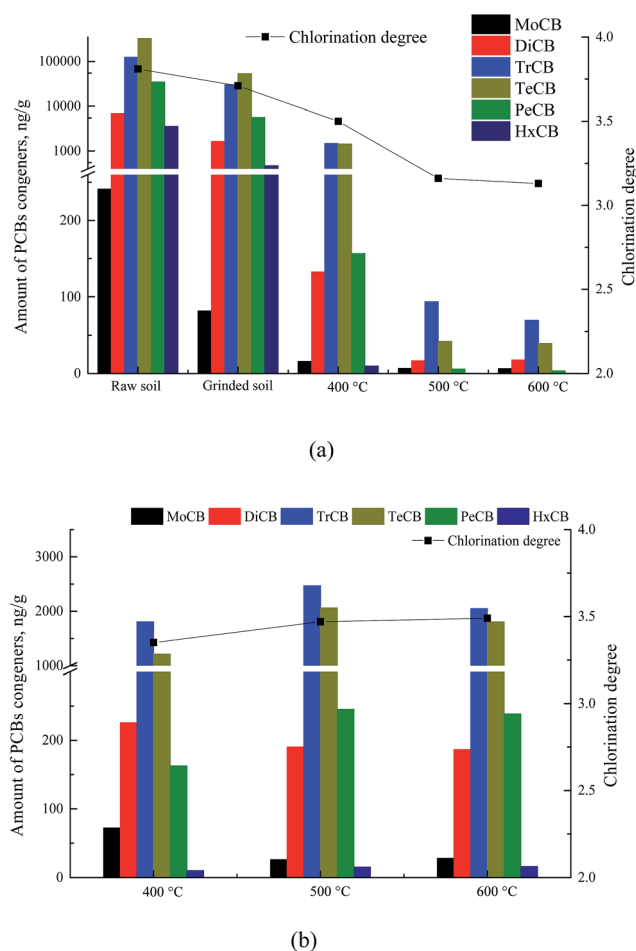 MoCB
DiCB
TrCB
TeCB
PeCB
HxCB
Chlorination degree
Amount of PCBs congeners, ng/g
100000
10000
1000
200
100
0
4.0
3.5
3.0
2.5
2.0
Chlorination degree
Raw soil Grinded soil 400 °C 500 °C 600 °C
(a)
MoCB DiCB TrCB TeCB PeCB HxCB
Chlorination degree
Amount of PCBs congeners, ng/g
3000
2000
1000
200
100
0
4.0
3.5
3.0
2.5
2.0
Chlorination degree
400 °C 500 °C 600 °C
(b)